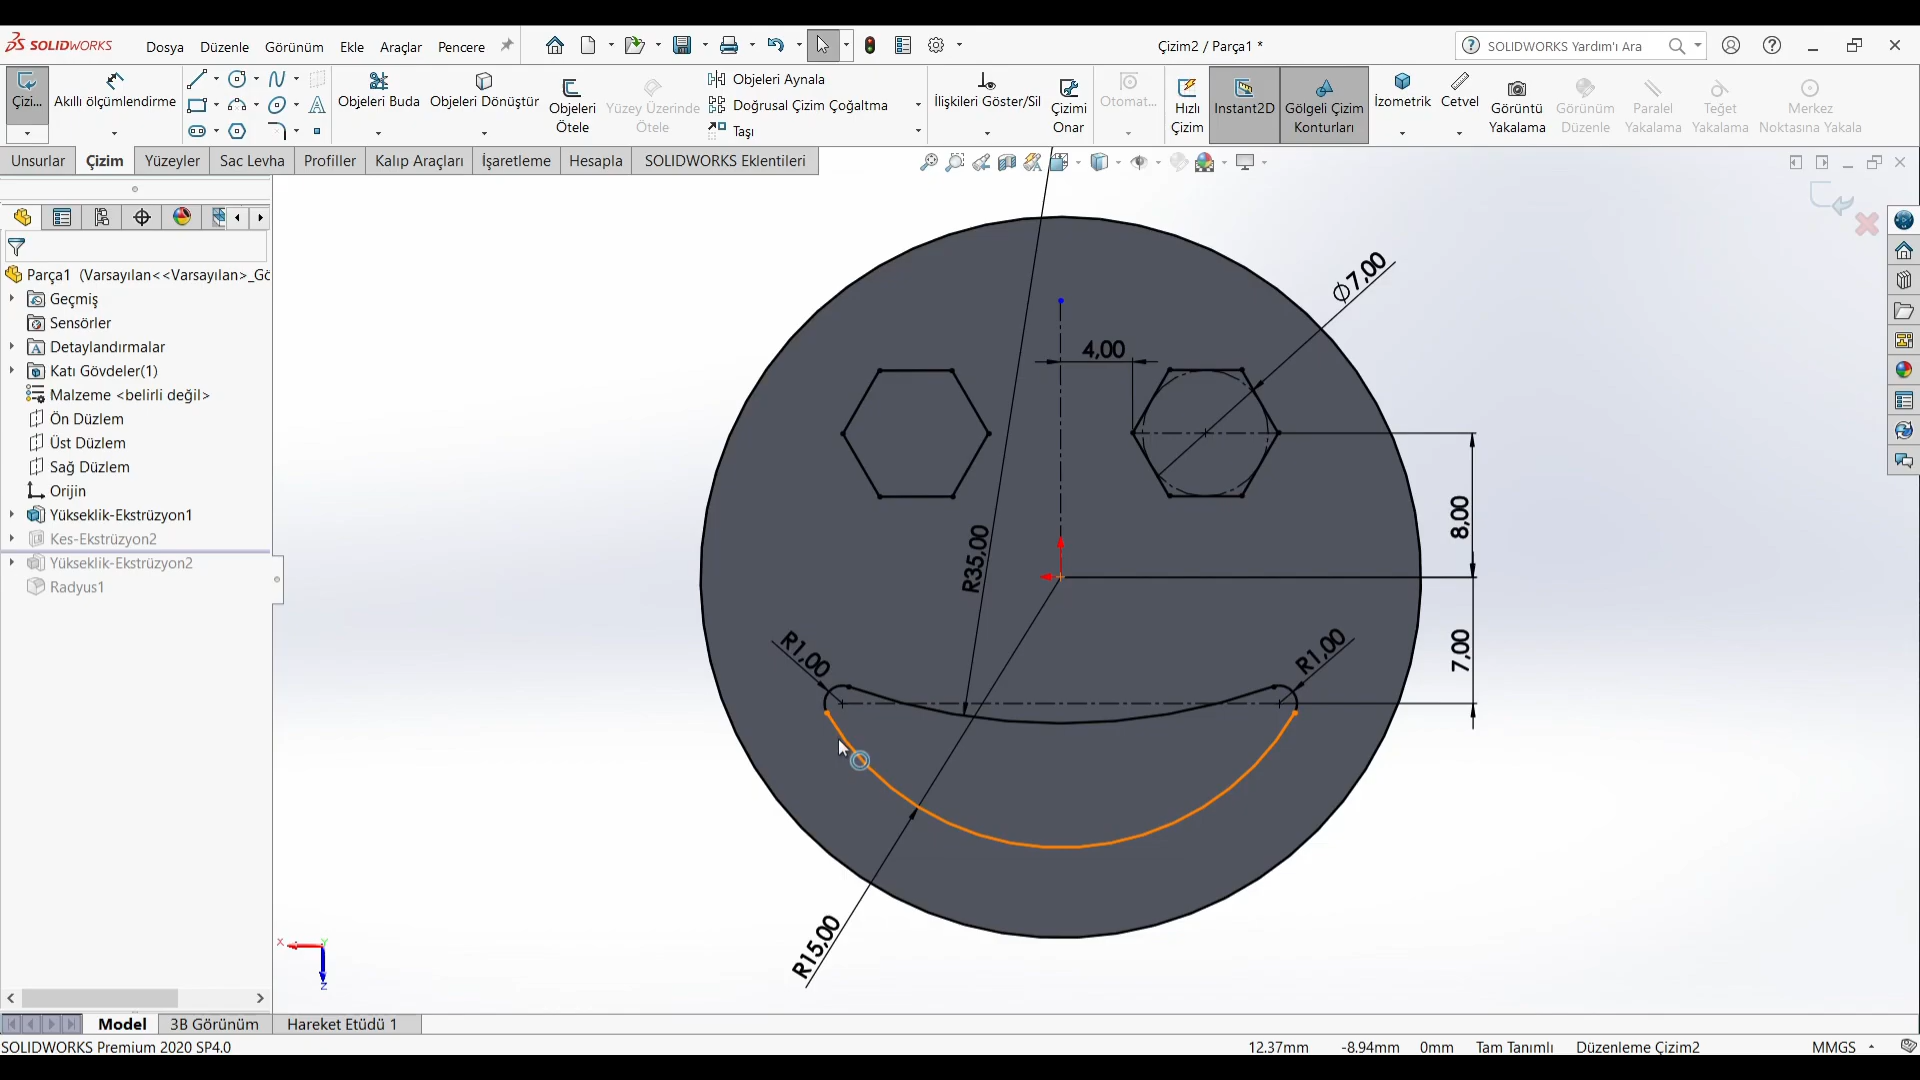 SOLIDWORKS
Dosya Düzenle Görünüm Ekle Araçlar Pencere
Çizim2 / Parça1 *
SOLIDWORKS Yardım'ı Ara
Çizi...
Akıllı ölçümlendirme
Objeleri Buda
Objeleri Dönüştür
Objeleri Ötele
Yüzey Üzerinde Ötele
Objeleri Aynala
Doğrusal Çizim Çoğaltma
Taşı
İlişkileri Göster/Sil
Çizimi Onar
Otomat...
Hızlı Çizim
Instant2D
Gölgeli Çizim Konturları
İzometrik
Cetvel
Görüntü Yakalama
Görünüm Düzenle
Paralel Yakalama
Teğet Yakalama
Merkez Noktasına Yakala
Unsurlar Çizim Yüzeyler Sac Levha Profiller Kalıp Araçları İşaretleme Hesapla SOLIDWORKS Eklentileri
Parça1 (Varsayılan<<Varsayılan>_Gö
Geçmiş
Sensörler
Detaylandırmalar
Katı Gövdeler(1)
Malzeme <belirli değil>
Ön Düzlem
Üst Düzlem
Sağ Düzlem
Orijin
Yükseklik-Ekstrüzyon1
Kes-Ekstrüzyon2
Yükseklik-Ekstrüzyon2
Radyus1
∅7,00
4,00
8,00
R35,00
R1,00
R1,00
7,00
R15,00
X
Y
Z
Model 3B Görünüm Hareket Etüdü 1
SOLIDWORKS Premium 2020 SP4.0
12.37mm -8.94mm 0mm Tam Tanımlı Düzenleme Çizim2 MMGS